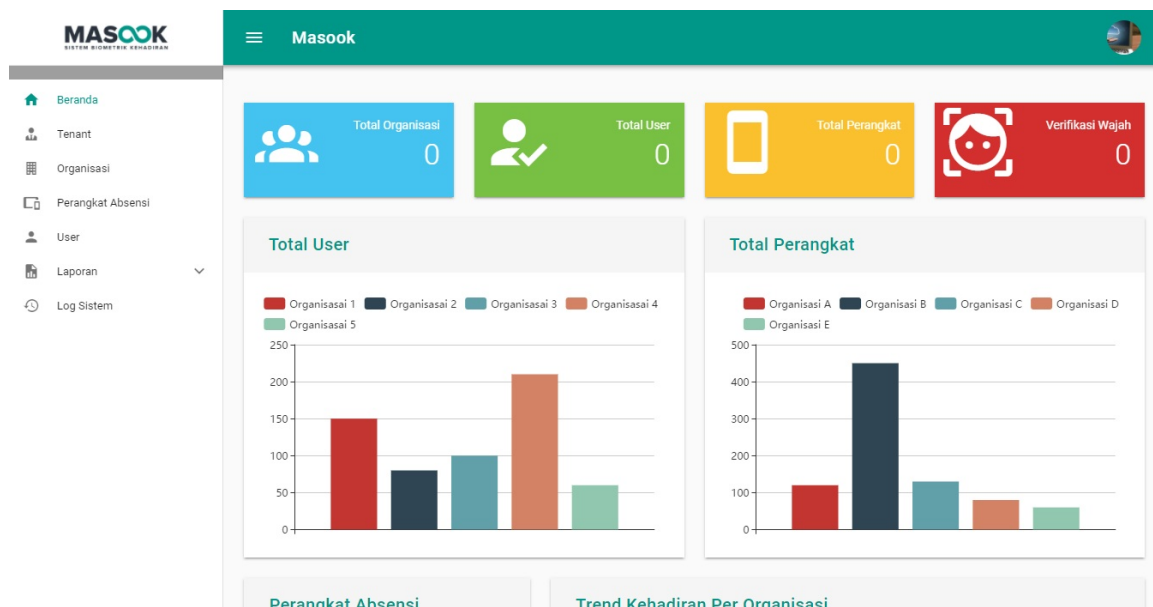 MASOOK
SISTEM BIOMETRIK KEHADIRAN
Masook
Beranda
Tenant
Organisasi
Perangkat Absensi
User
Laporan
Log Sistem
Total Organisasi
0
Total User
0
Total Perangkat
0
Verifikasi Wajah
0
Total User
Organisasai 1 Organisasai 2 Organisasai 3 Organisasai 4
Organisasai 5
250
200
150
100
50
0
Total Perangkat
Organisasi A Organisasi B Organisasi C Organisasi D
Organisasi E
500
400
300
200
100
0
Perangkat Absensi
Trend Kehadiran Per Organisasi